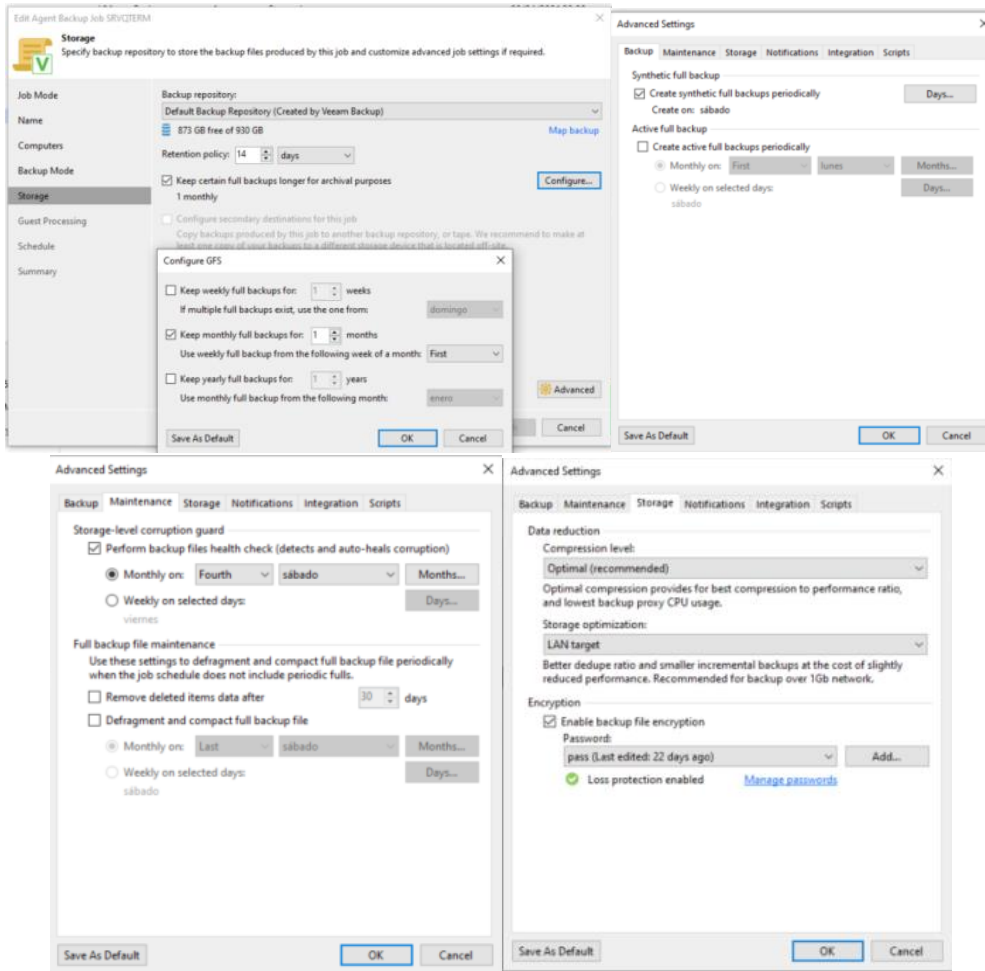 Edit Agent Backup Job SRVQTERM
Storage
Specify backup repository to store the backup files produced by this job and customize advanced job settings if required.
Job Mode
Name
Computers
Backup Mode
Storage
Guest Processing
Schedule
Summary
Backup repository:
Default Backup Repository (Created by Veeam Backup)
873 GB free of 930 GB
Map backup
Retention policy: 14 days
Keep certain full backups longer for archival purposes
Configure...
1 monthly
Configure secondary destinations for this job
Copy backups produced by this job to another backup repository, or tape. We recommend to make at
least one copy of your backups to a different storage device that is located off-site.
Configure GFS
Keep weekly full backups for: 1 weeks
If multiple full backups exist, use the one from: domingo
Keep monthly full backups for: 1 months
Use weekly full backup from the following week of a month: First
Keep yearly full backups for: 1 years
Use monthly full backup from the following month: enero
Save As Default
OK
Cancel
Advanced
Cancel
Advanced Settings
Backup Maintenance Storage Notifications Integration Scripts
Synthetic full backup
Create synthetic full backups periodically
Days...
Create on: sábado
Active full backup
Create active full backups periodically
Monthly on: First lunes Months...
Weekly on selected days: Days...
sábado
Save As Default
OK
Cancel
Advanced Settings
Backup Maintenance Storage Notifications Integration Scripts
Storage-level corruption guard
Perform backup files health check (detects and auto-heals corruption)
Monthly on: Fourth sábado Months...
Weekly on selected days: Days...
viernes
Full backup file maintenance
Use these settings to defragment and compact full backup file periodically
when the job schedule does not include periodic fulls.
Remove deleted items data after 30 days
Defragment and compact full backup file
Monthly on: Last sábado Months...
Weekly on selected days: Days...
sábado
Save As Default
OK
Cancel
Advanced Settings
Backup Maintenance Storage Notifications Integration Scripts
Data reduction
Compression level:
Optimal (recommended)
Optimal compression provides for best compression to performance ratio,
and lowest backup proxy CPU usage.
Storage optimization:
LAN target
Better dedupe ratio and smaller incremental backups at the cost of slightly
reduced performance. Recommended for backup over 1Gb network.
Encryption
Enable backup file encryption
Password:
pass (Last edited: 22 days ago)
Add...
Loss protection enabled
Manage passwords
Save As Default
OK
Cancel